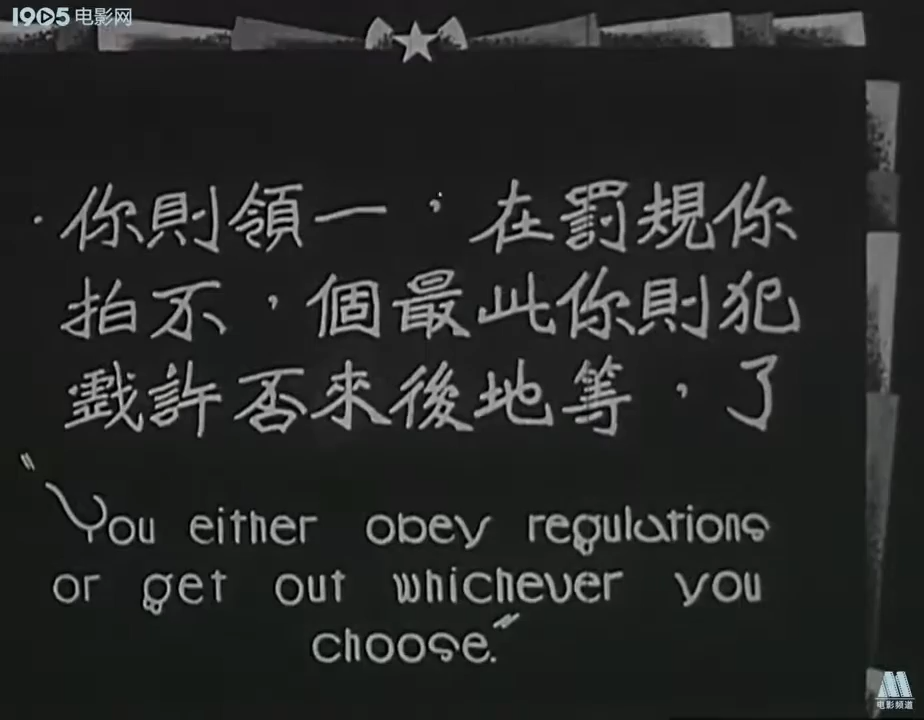 1905电影网
你犯了
規則，
罰你等
在此地
，最後
一個來
領，否
則不許
你拍戲
·
"You either obey regulations
or get out whichever you
choose."
电影频道